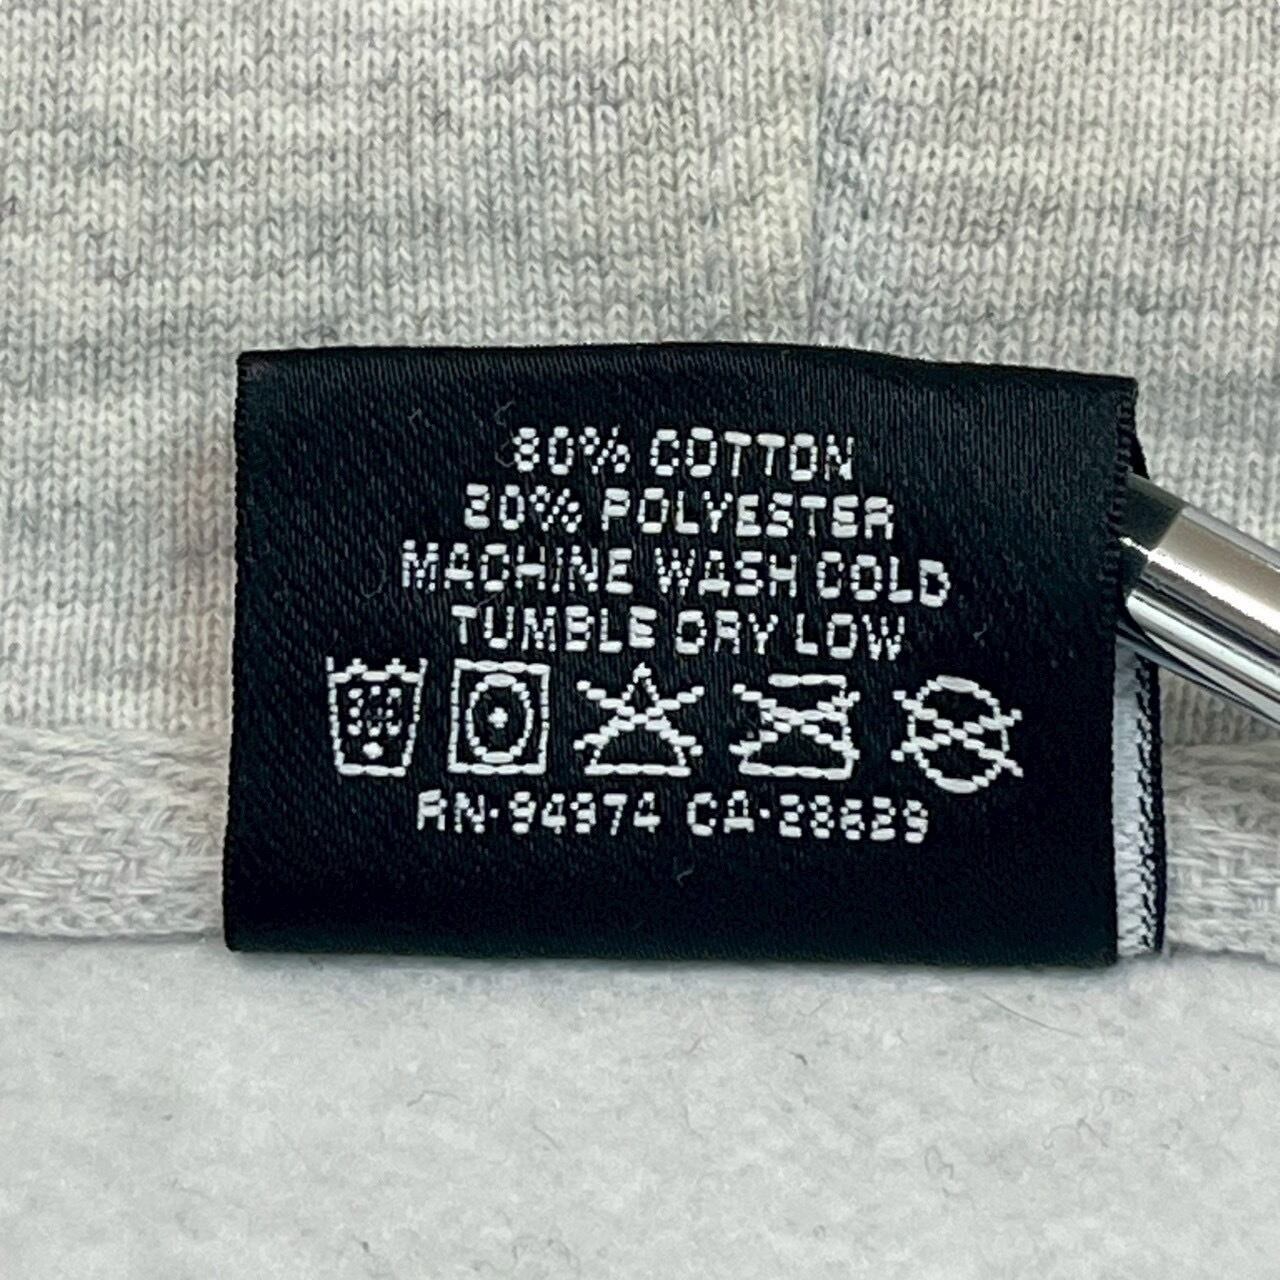 80% COTTON
20% POLYESTER
MACHINE WASH COLD
TUMBLE DRY LOW
RN·94974 CA·28629